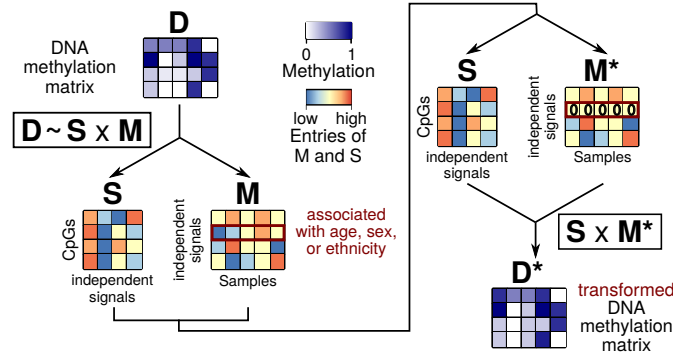 D
DNA
methylation
matrix
0 1
Methylation
low high
Entries of
M and S
D ~ S x M
S
CpGs
independent
signals
M
independent
signals
Samples
associated
with age, sex,
or ethnicity
S
CpGs
independent
signals
M*
independent
signals
0 0 0 0 0
Samples
S x M*
D*
transformed
DNA
methylation
matrix